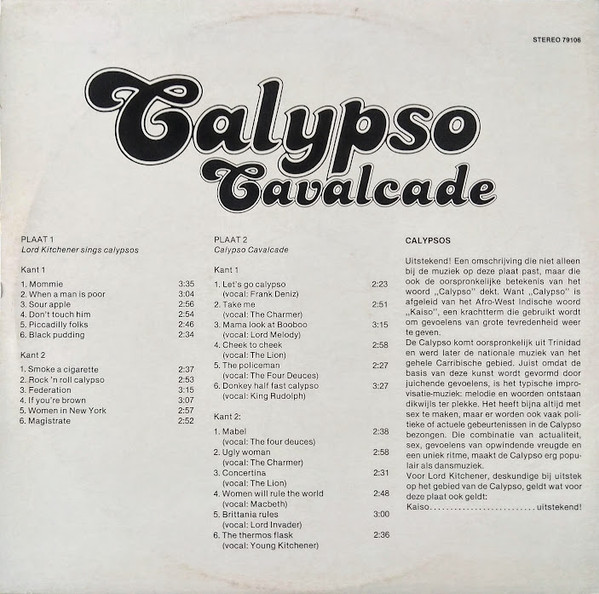 STEREO 79106
Calypso
Cavalcade
PLAAT 1
Lord Kitchener sings calypsos
Kant 1
1. Mommie 3:35
2. When a man is poor 3:04
3. Sour apple 2:56
4. Don't touch him 2:54
5. Piccadilly folks 2:46
6. Black pudding 2:34
Kant 2
1. Smoke a cigarette 2:37
2. Rock 'n roll calypso 2:53
3. Federation 3:15
4. If you're brown 3:07
5. Women in New York 2:57
6. Magistrate 2:52
PLAAT 2
Calypso Cavalcade
Kant 1
1. Let's go calypso 2:23
(vocal: Frank Deniz)
2. Take me 2:51
(vocal: The Charmer)
3. Mama look at Booboo 3:15
(vocal: Lord Melody)
4. Cheek to cheek 2:58
(vocal: The Lion)
5. The policeman 2:27
(vocal: The Four Deuces)
6. Donkey half fast calypso 3:27
(vocal: King Rudolph)
Kant 2:
1. Mabel 2:38
(vocal: The four deuces)
2. Ugly woman 2:58
(vocal: The Charmer)
3. Concertina 2:31
(vocal: The Lion)
4. Women will rule the world 2:48
(vocal: Macbeth)
5. Brittania rules 3:00
(vocal: Lord Invader)
6. The thermos flask 2:36
(vocal: Young Kitchener)
CALYPSOS
Uitstekend! Een omschrijving die niet alleen
bij de muziek op deze plaat past, maar die
ook de oorspronkelijke betekenis van het
woord „Calypso" dekt. Want „Calypso" is
afgeleid van het Afro-West Indische woord
„Kaiso", een krachtterm die gebruikt wordt
om gevoelens van grote tevredenheid weer
te geven.
De Calypso komt oorspronkelijk uit Trinidad
en werd later de nationale muziek van het
gehele Carribische gebied. Juist omdat de
basis van deze kunst wordt gevormd door
juichende gevoelens, is het typische impro-
visatie-muziek: melodie en woorden ontstaan
dikwijls ter plekke. Het heeft bijna altijd met
sex te maken, maar er worden ook vaak poli-
tieke of actuele gebeurtenissen in de Calypso
bezongen. Die combinatie van actualiteit,
sex, gevoelens van opwindende vreugde en
een uniek ritme, maakt de Calypso erg popu-
lair als dansmuziek.
Voor Lord Kitchener, deskundige bij uitstek
op het gebied van de Calypso, geldt wat voor
deze plaat ook geldt:
Kaiso..............................uitstekend!